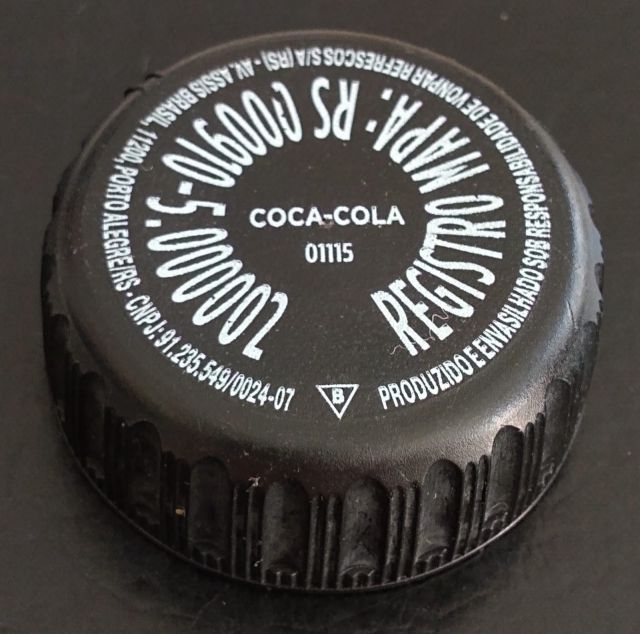 PRODUZIDO E ENVASILHADO SOB RESPONSABILIDADE DE VONPAR REFRESCOS S/A (RS) - AV. ASSIS BRASIL, 11200, PORTO ALEGRE/RS - CNPJ: 91.235.549/0024-07
REGISTRO MAPA: RS 000910-5.000007
COCA-COLA
01115
B